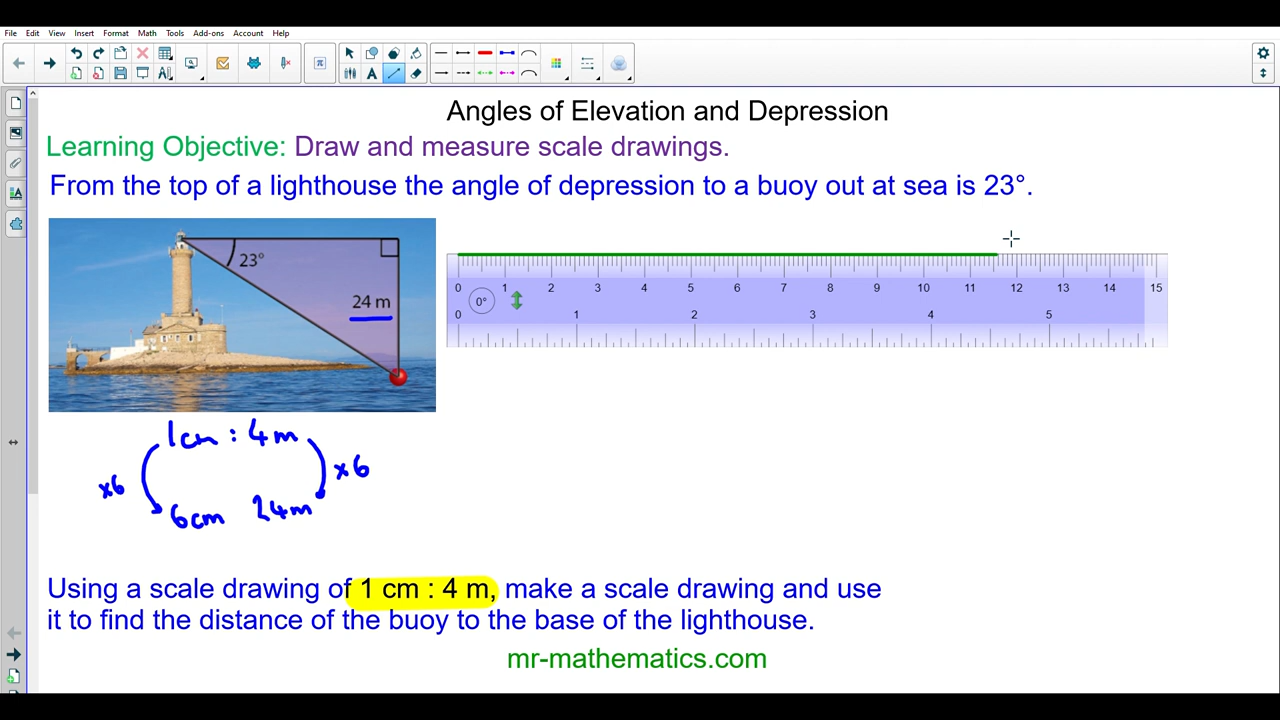 File Edit View Insert Format Math Tools Add-ons Account Help
Angles of Elevation and Depression
Learning Objective: Draw and measure scale drawings.
From the top of a lighthouse the angle of depression to a buoy out at sea is 23°.
23°
24 m
0 1 2 3 4 5 6 7 8 9 10 11 12 13 14 15
0°
0 1 2 3 4 5
1cm : 4m
×6 ×6
6cm 24m
Using a scale drawing of 1 cm : 4 m, make a scale drawing and use
it to find the distance of the buoy to the base of the lighthouse.
mr-mathematics.com